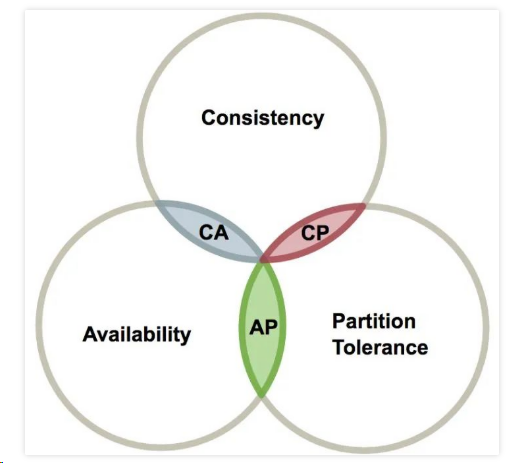 Consistency
CA
CP
Availability
AP
Partition
Tolerance